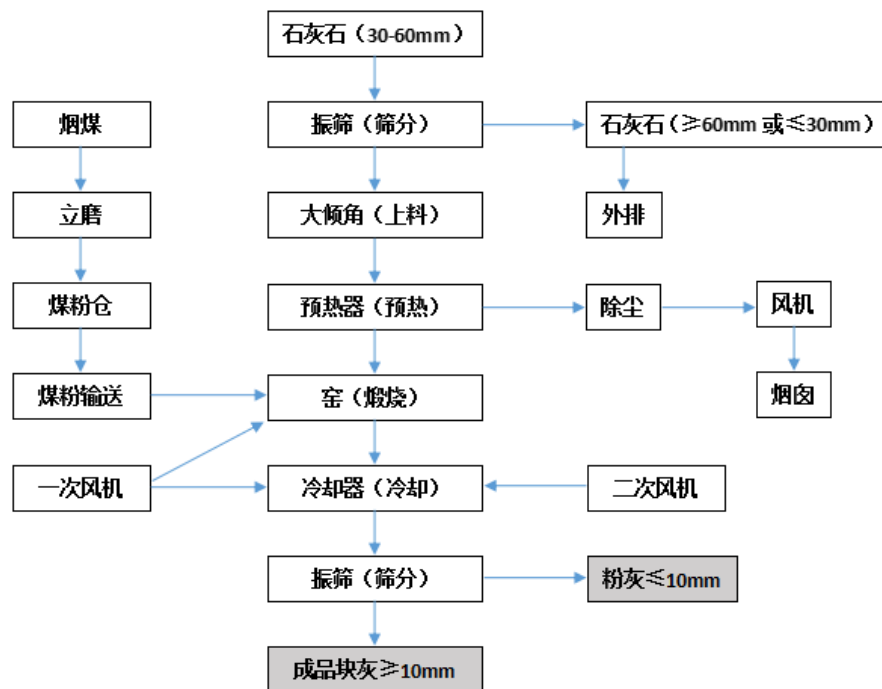 石灰石（30-60mm）
烟煤
振筛（筛分）
石灰石（≥60mm 或≤30mm）
立磨
大倾角（上料）
外排
煤粉仓
预热器（预热）
除尘
风机
煤粉输送
窑（煅烧）
烟囱
一次风机
冷却器（冷却）
二次风机
振筛（筛分）
粉灰≤10mm
成品块灰≥10mm